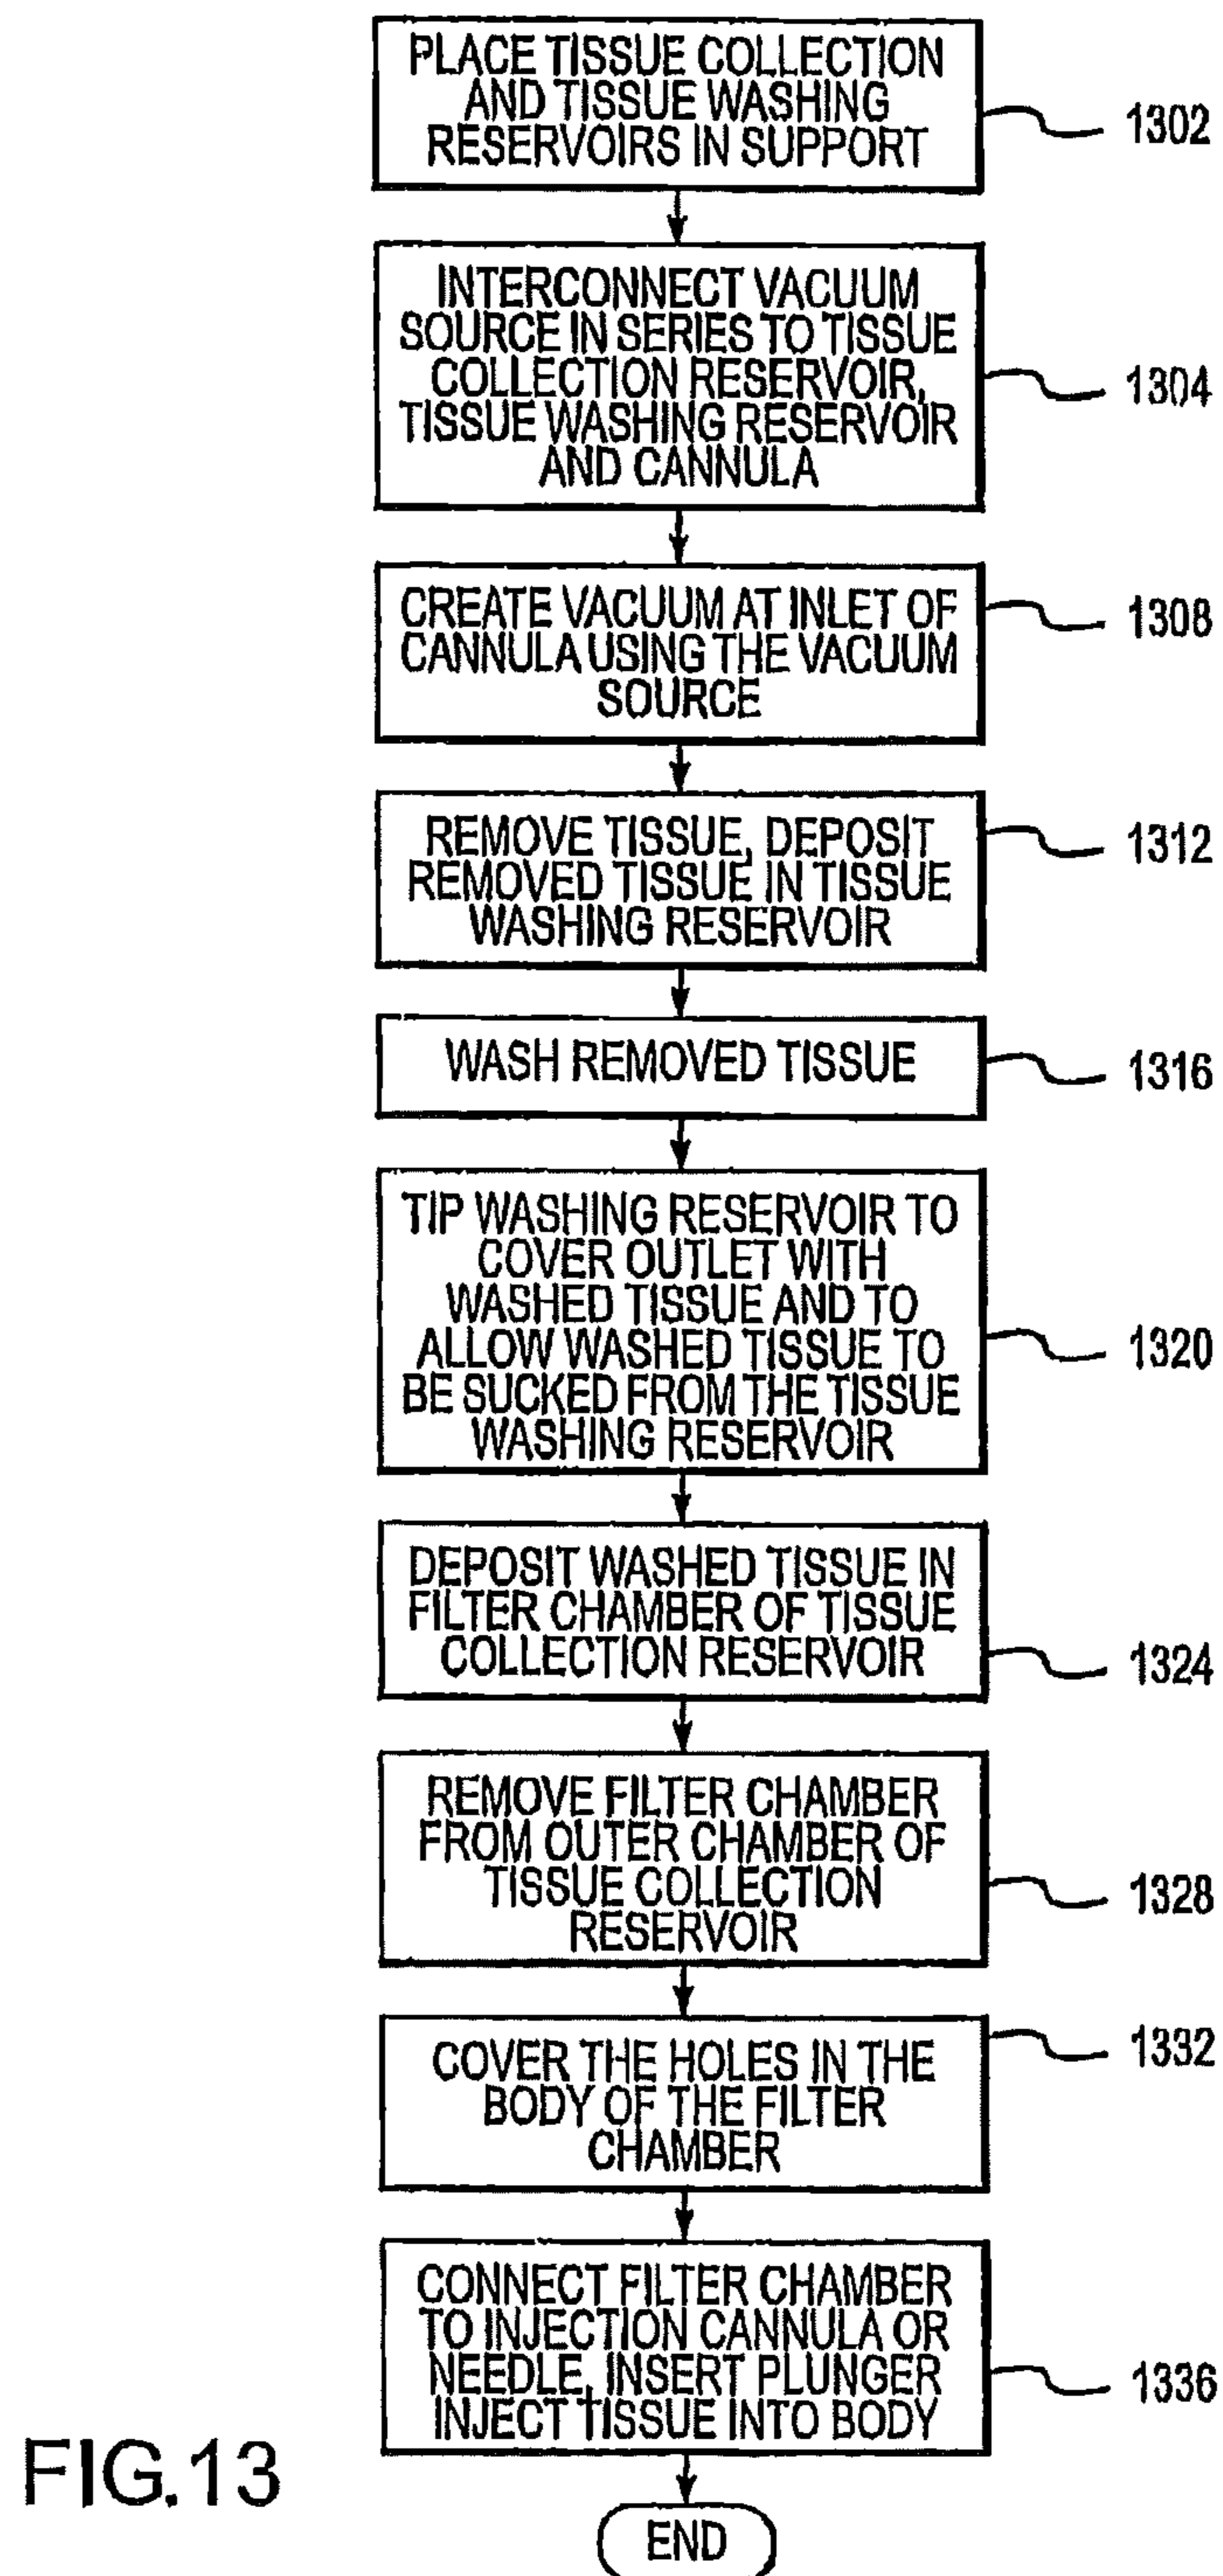 PLACE TISSUE COLLECTION
AND TISSUE WASHING
RESERVOIRS IN SUPPORT
1302
INTERCONNECT VACUUM
SOURCE IN SERIES TO TISSUE
COLLECTION RESERVOIR,
TISSUE WASHING RESERVOIR
AND CANNULA
1304
CREATE VACUUM AT INLET OF
CANNULA USING THE VACUUM
SOURCE
1308
REMOVE TISSUE, DEPOSIT
REMOVED TISSUE IN TISSUE
WASHING RESERVOIR
1312
WASH REMOVED TISSUE
1316
TIP WASHING RESERVOIR TO
COVER OUTLET WITH
WASHED TISSUE AND TO
ALLOW WASHED TISSUE TO
BE SUCKED FROM THE TISSUE
WASHING RESERVOIR
1320
DEPOSIT WASHED TISSUE IN
FILTER CHAMBER OF TISSUE
COLLECTION RESERVOIR
1324
REMOVE FILTER CHAMBER
FROM OUTER CHAMBER OF
TISSUE COLLECTION
RESERVOIR
1328
COVER THE HOLES IN THE
BODY OF THE FILTER
CHAMBER
1332
CONNECT FILTER CHAMBER
TO INJECTION CANNULA OR
NEEDLE, INSERT PLUNGER
INJECT TISSUE INTO BODY
1336
END
FIG.13